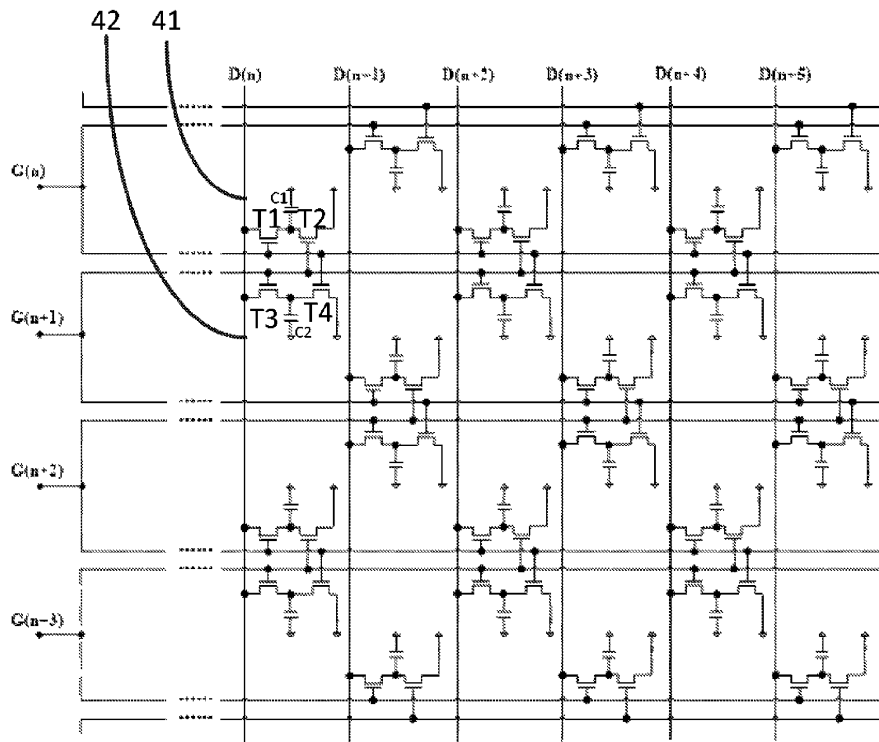 42 41
D(n) D(n+1) D(n+2) D(n+3) D(n+4) D(n+5)
G(n)
C1
T1 T2
T3 T4
G(n+1)
C2
G(n+2)
G(n+3)